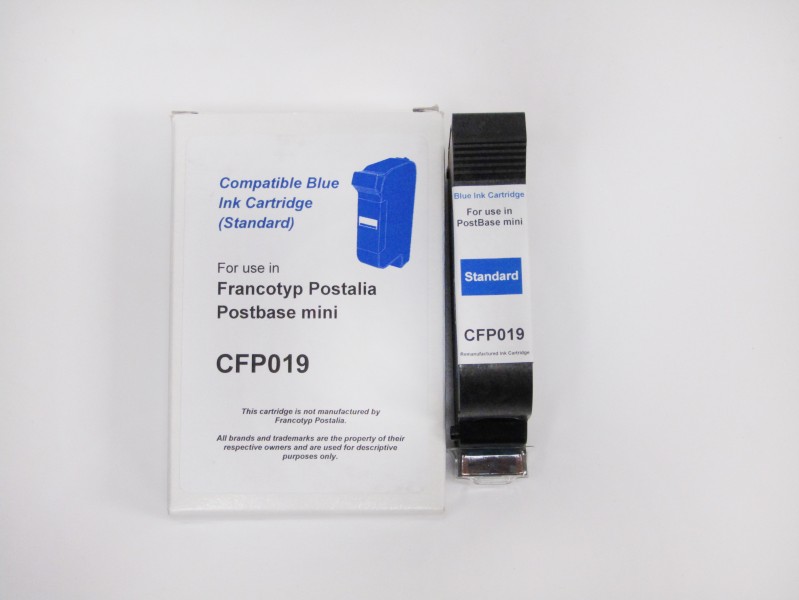 Compatible Blue
Ink Cartridge
(Standard)
For use in
Francotyp Postalia
Postbase mini
CFP019
This cartridge is not manufactured by
Francotyp Postalia.
All brands and trademarks are the property of their
respective owners and are used for descriptive
purposes only.
Blue Ink Cartridge
For use in
PostBase mini
Standard
CFP019
Remanufactured Ink Cartridge